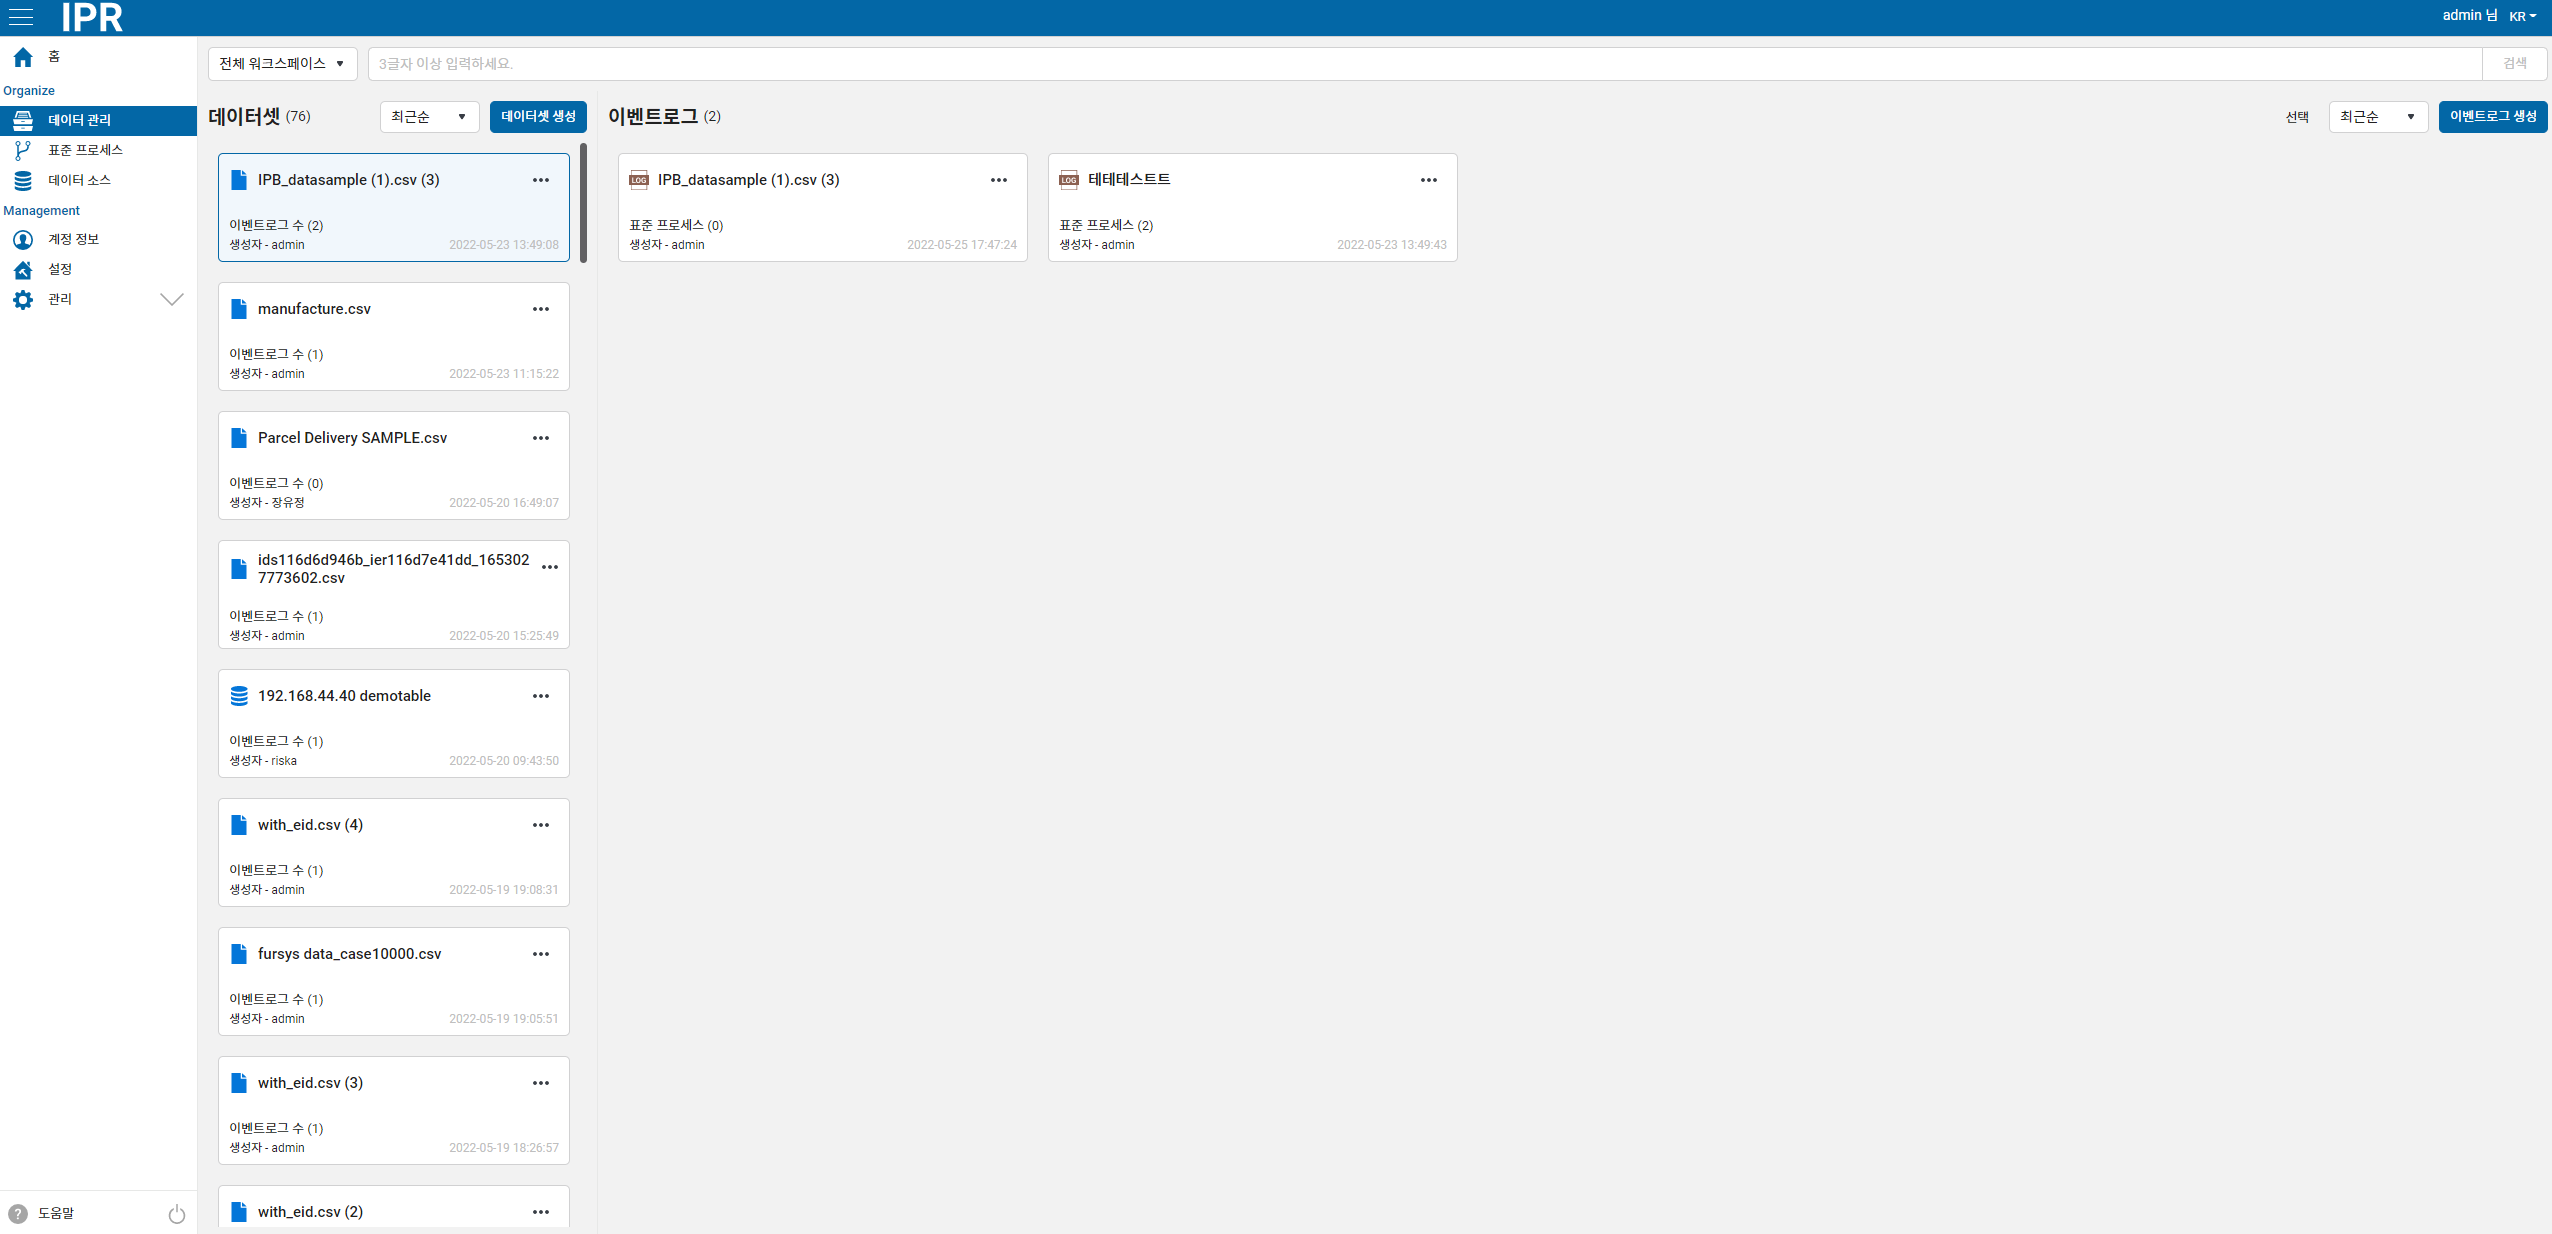 IPR
admin 님 KR
홈
Organize
데이터 관리
표준 프로세스
데이터 소스
Management
계정 정보
설정
관리
도움말
전체 워크스페이스
3글자 이상 입력하세요.
검색
데이터셋 (76)
최근순
데이터셋 생성
IPB_datasample (1).csv (3)
이벤트로그 수 (2)
생성자 - admin 2022-05-23 13:49:08
manufacture.csv
이벤트로그 수 (1)
생성자 - admin 2022-05-23 11:15:22
Parcel Delivery SAMPLE.csv
이벤트로그 수 (0)
생성자 - 장유정 2022-05-20 16:49:07
ids116d6d946b_ier116d7e41dd_165302
7773602.csv
이벤트로그 수 (1)
생성자 - admin 2022-05-20 15:25:49
192.168.44.40 demotable
이벤트로그 수 (1)
생성자 - riska 2022-05-20 09:43:50
with_eid.csv (4)
이벤트로그 수 (1)
생성자 - admin 2022-05-19 19:08:31
fursys data_case10000.csv
이벤트로그 수 (1)
생성자 - admin 2022-05-19 19:05:51
with_eid.csv (3)
이벤트로그 수 (1)
생성자 - admin 2022-05-19 18:26:57
with_eid.csv (2)
이벤트로그 (2)
선택
최근순
이벤트로그 생성
LOG IPB_datasample (1).csv (3)
표준 프로세스 (0)
생성자 - admin 2022-05-25 17:47:24
LOG 테테테스트트
표준 프로세스 (2)
생성자 - admin 2022-05-23 13:49:43